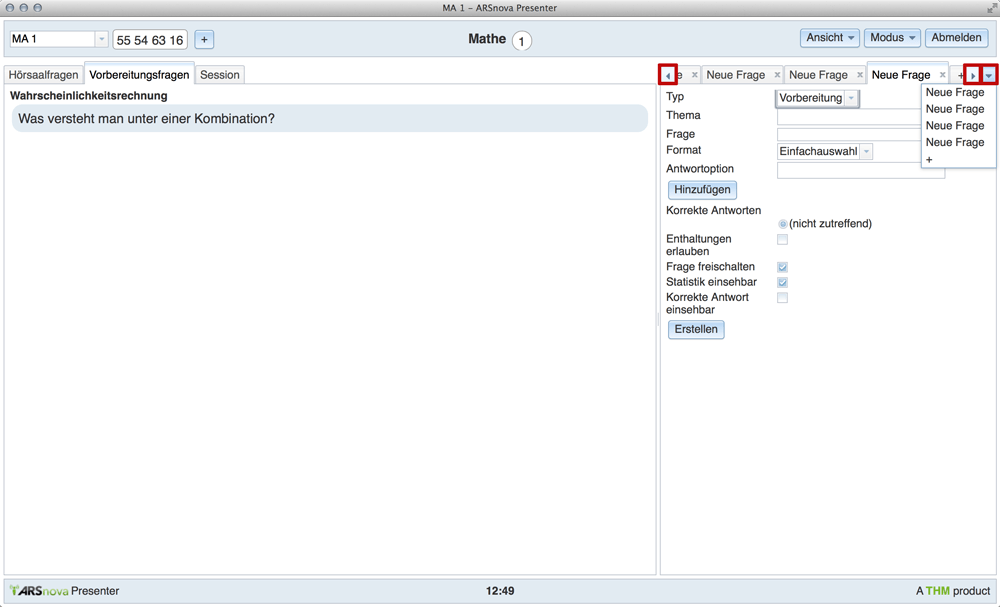 MA 1 - ARSnova Presenter
MA 1 55 54 63 16 + Mathe 1 Ansicht Modus Abmelden
Hörsaalfragen Vorbereitungsfragen Session
e Neue Frage Neue Frage Neue Frage +
Wahrscheinlichkeitsrechnung
Was versteht man unter einer Kombination?
Typ Vorbereitung
Thema
Frage
Format Einfachauswahl
Antwortoption
Hinzufügen
Korrekte Antworten
(nicht zutreffend)
Enthaltungen
erlauben
Frage freischalten
Statistik einsehbar
Korrekte Antwort
einsehbar
Erstellen
Neue Frage
Neue Frage
Neue Frage
Neue Frage
+
ARSnova Presenter 12:49 A THM product